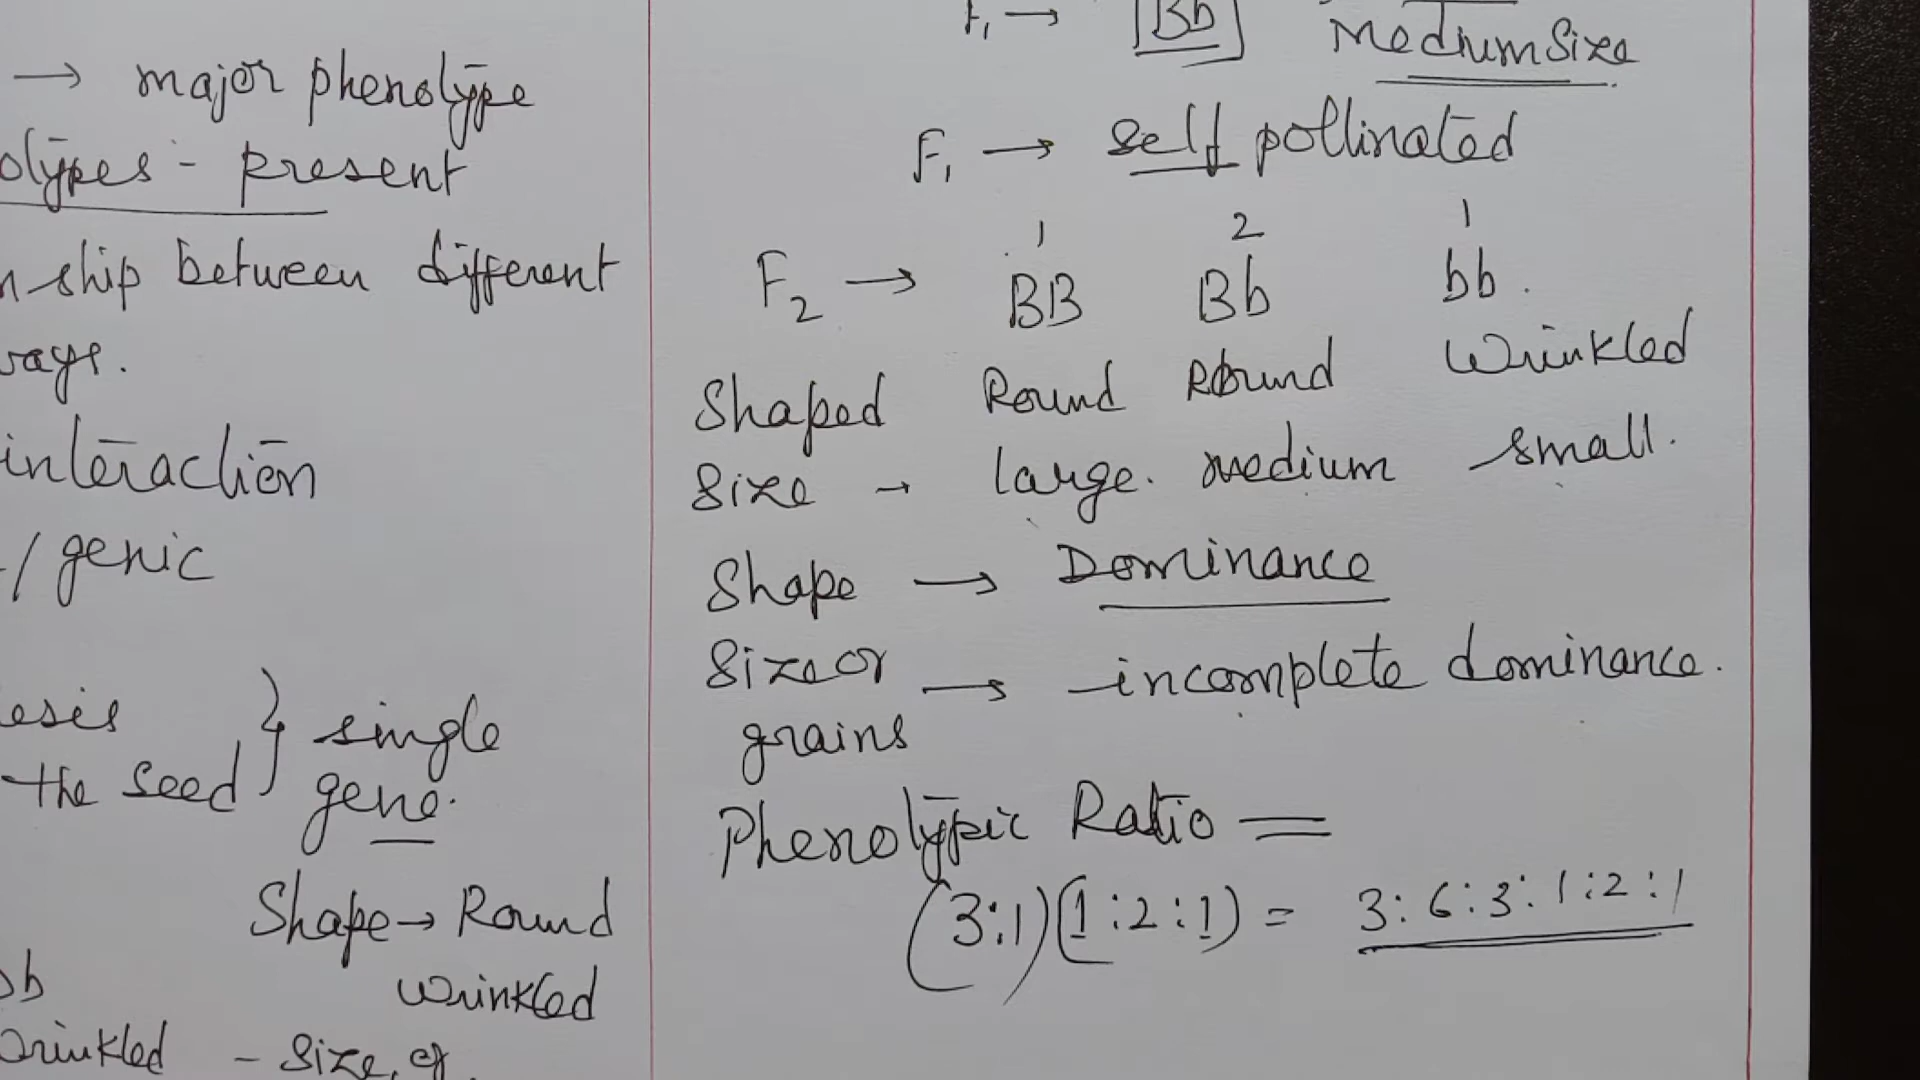 → major phenotype
olypes - present
n ship between different
ways.
interaction
/ genic
esis
the seed } single
gene.
Shape → Round
wrinkled
bb
wrinkled - Size of
F1 → Bb Medium Size
F1 → self pollinated
1 2 1
F2 → BB Bb bb.
Shaped Round Round Wrinkled
Size → large. medium small.
Shape → Dominance
Size or → incomplete dominance.
grains
Phenotypic Ratio =
(3:1)(1:2:1) = 3:6:3:1:2:1